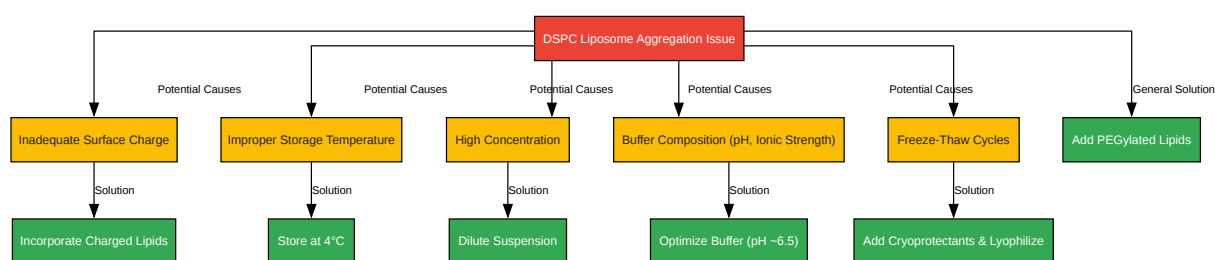 DSPC Liposome Aggregation Issue
Potential Causes
Potential Causes
Potential Causes
Potential Causes
Potential Causes
General Solution
Inadequate Surface Charge
Improper Storage Temperature
High Concentration
Buffer Composition (pH, Ionic Strength)
Freeze-Thaw Cycles
Add PEGylated Lipids
Solution
Solution
Solution
Solution
Solution
Incorporate Charged Lipids
Store at 4°C
Dilute Suspension
Optimize Buffer (pH ~6.5)
Add Cryoprotectants & Lyophilize